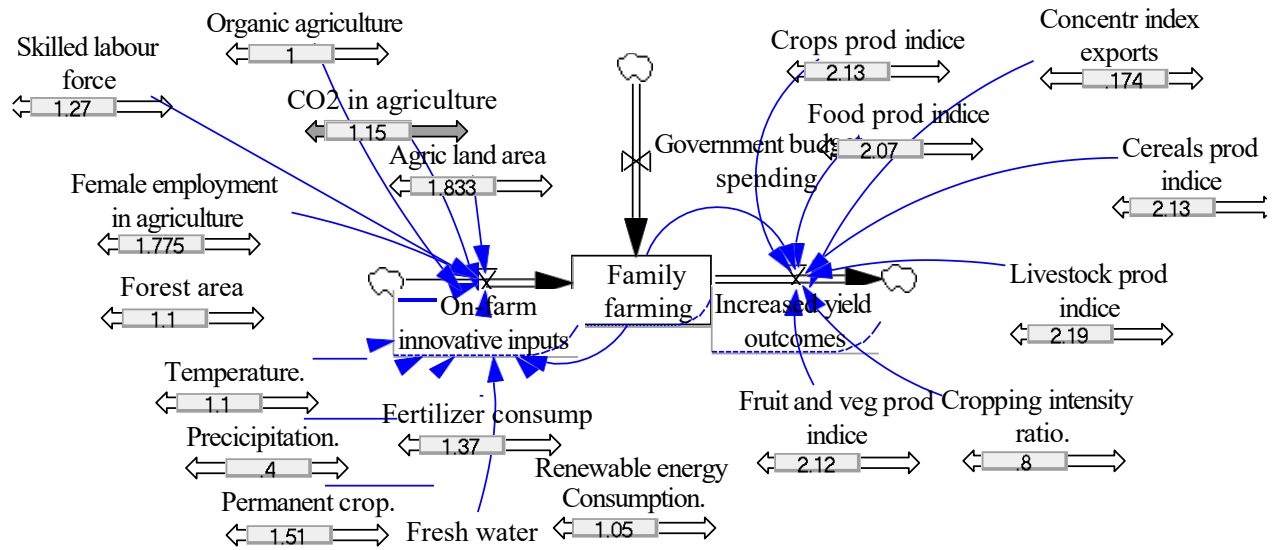 Organic agriculture
1
Skilled labour
force
1.27
CO2 in agriculture
1.15
Agric land area
1.833
Female employment
in agriculture
1.775
Forest area
1.1
Crops prod indice
2.13
Concentr index
exports
.174
Food prod indice
2.07
Government budge
spending
Cereals prod
indice
2.13
Family
farming
On-farm
innovative inputs
Increased yield
outcomes
Livestock prod
indice
2.19
Temperature.
1.1
Precicipitation.
.4
Permanent crop.
1.51
Fertilizer consump
1.37
Fresh water
Renewable energy
Consumption.
1.05
Fruit and veg prod
indice
2.12
Cropping intensity
ratio.
.8